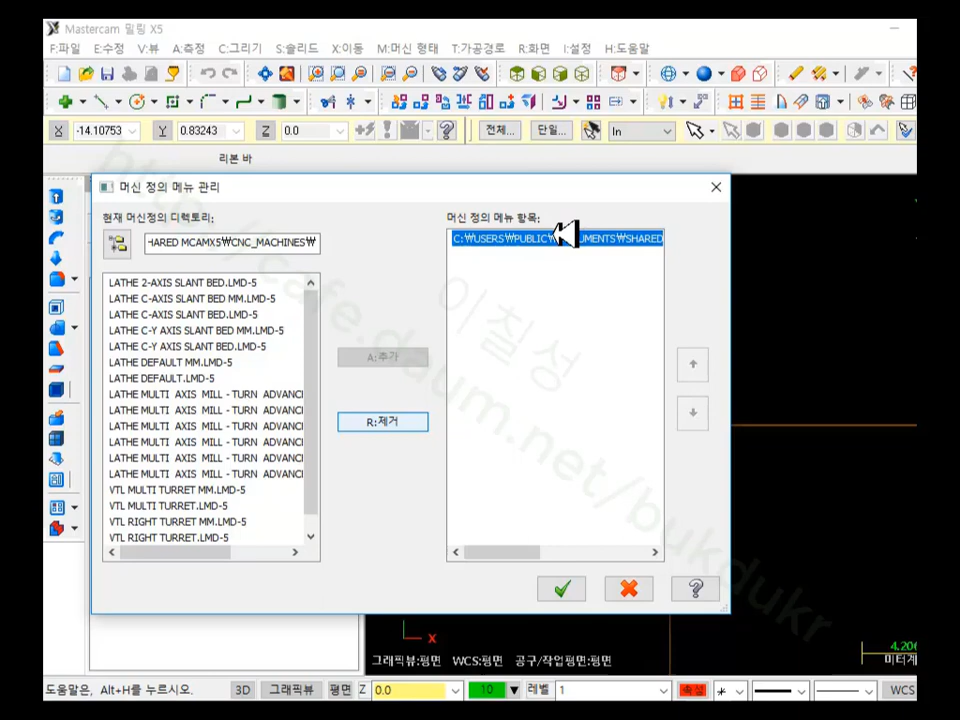 Mastercam 밀링 X5
F:파일 E:수정 V:뷰 A:측정 C:그리기 S:솔리드 X:이동 M:머신 형태 T:가공경로 R:화면 I:설정 H:도움말
X -14.10753 Y 0.83243 Z 0.0 전체... 단일... In
리본 바
머신 정의 메뉴 관리
현재 머신정의 디렉토리: 머신 정의 메뉴 항목:
HARED MCAMX5₩CNC_MACHINES₩
C:₩USERS₩PUBLIC₩ UMENTS₩SHARED
LATHE 2-AXIS SLANT BED.LMD-5
LATHE C-AXIS SLANT BED MM.LMD-5
LATHE C-AXIS SLANT BED.LMD-5
LATHE C-Y AXIS SLANT BED MM.LMD-5
LATHE C-Y AXIS SLANT BED.LMD-5
LATHE DEFAULT MM.LMD-5
LATHE DEFAULT.LMD-5
LATHE MULTI AXIS MILL - TURN ADVANC
LATHE MULTI AXIS MILL - TURN ADVANC
LATHE MULTI AXIS MILL - TURN ADVANC
LATHE MULTI AXIS MILL - TURN ADVANC
LATHE MULTI AXIS MILL - TURN ADVANC
LATHE MULTI AXIS MILL - TURN ADVANC
VTL MULTI TURRET MM.LMD-5
VTL MULTI TURRET.LMD-5
VTL RIGHT TURRET MM.LMD-5
VTL RIGHT TURRET.LMD-5
A:추가
R:제거
이칠성
http://cafe.daum.net/bukdukr
X
4.206
그래픽뷰:평면 WCS:평면 공구/작업평면:평면 미터계
도움말은, Alt+H를 누르시오. 3D 그래픽뷰 평면 Z 0.0 10 레벨 1 속성 WCS